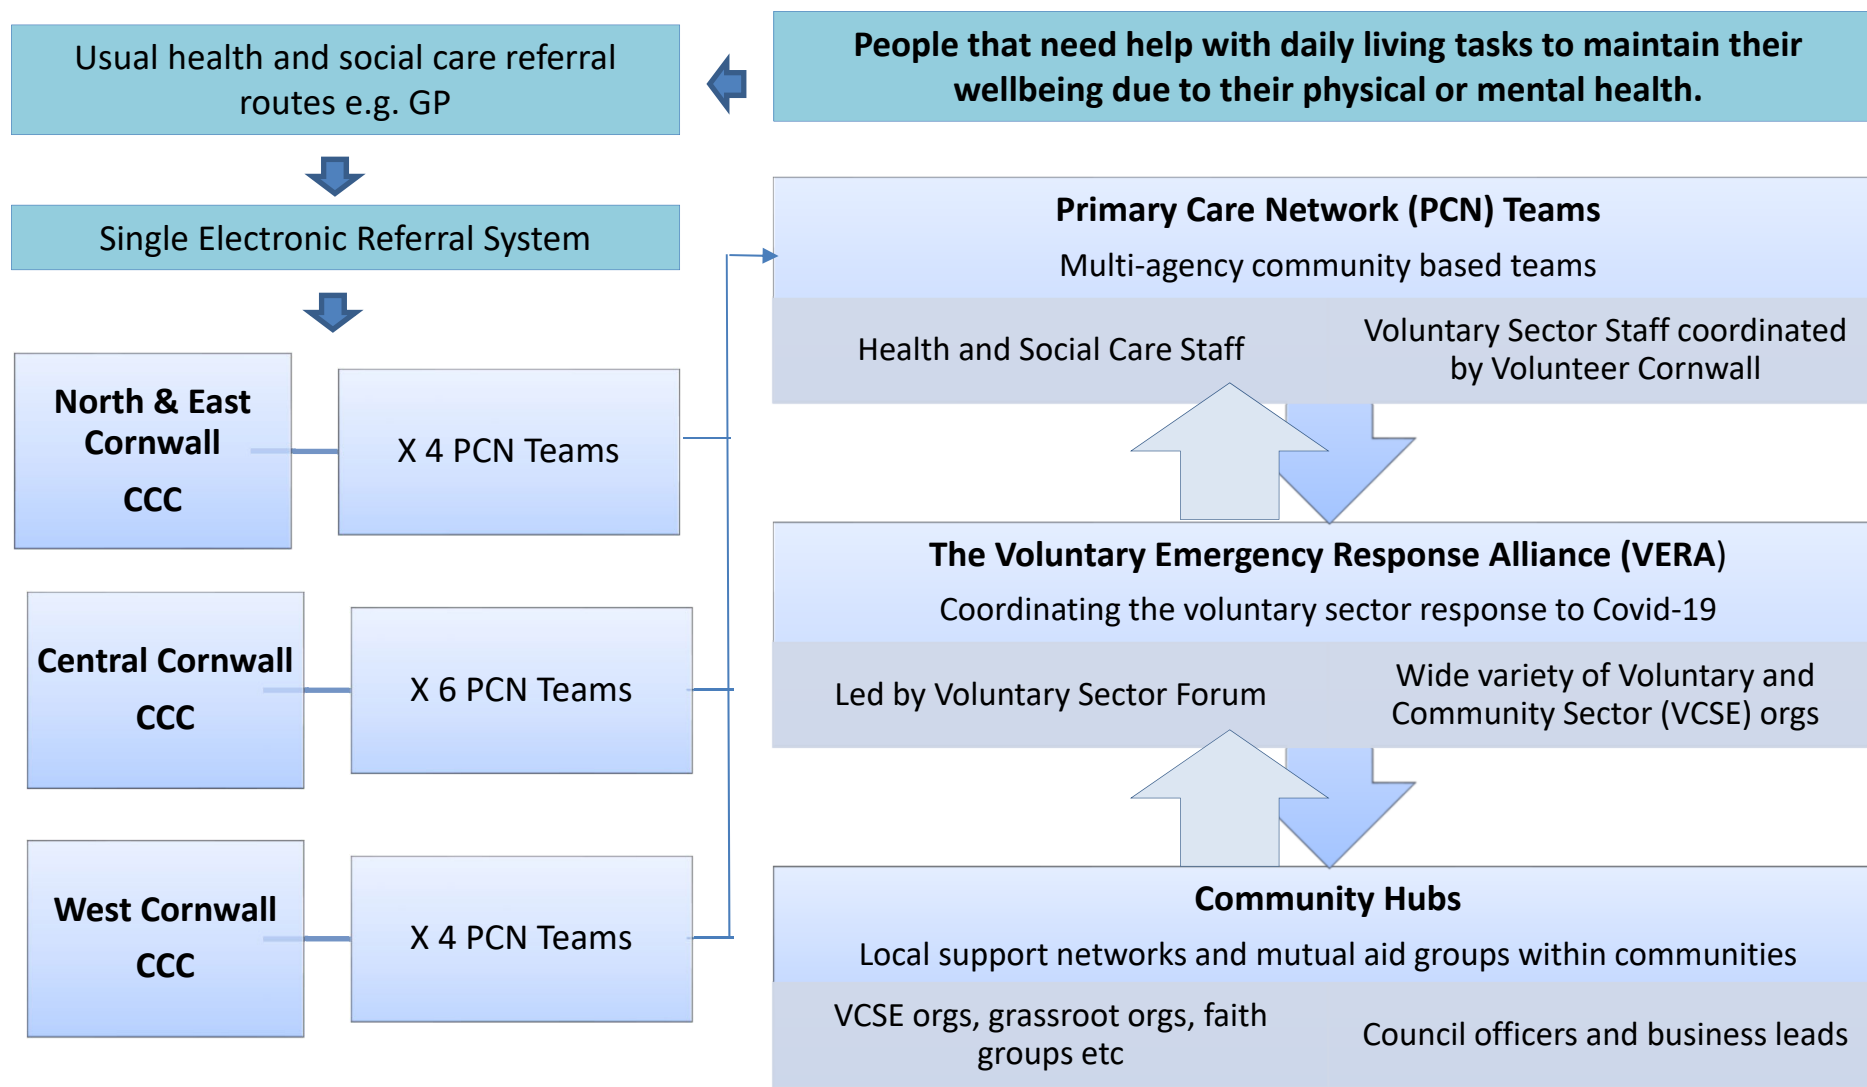 Usual health and social care referral
routes e.g. GP
People that need help with daily living tasks to maintain their
wellbeing due to their physical or mental health.
Single Electronic Referral System
North & East
Cornwall
CCC
X 4 PCN Teams
Central Cornwall
CCC
X 6 PCN Teams
West Cornwall
CCC
X 4 PCN Teams
Primary Care Network (PCN) Teams
Multi-agency community based teams
Health and Social Care Staff
Voluntary Sector Staff coordinated
by Volunteer Cornwall
The Voluntary Emergency Response Alliance (VERA)
Coordinating the voluntary sector response to Covid-19
Led by Voluntary Sector Forum
Wide variety of Voluntary and
Community Sector (VCSE) orgs
Community Hubs
Local support networks and mutual aid groups within communities
VCSE orgs, grassroot orgs, faith
groups etc
Council officers and business leads